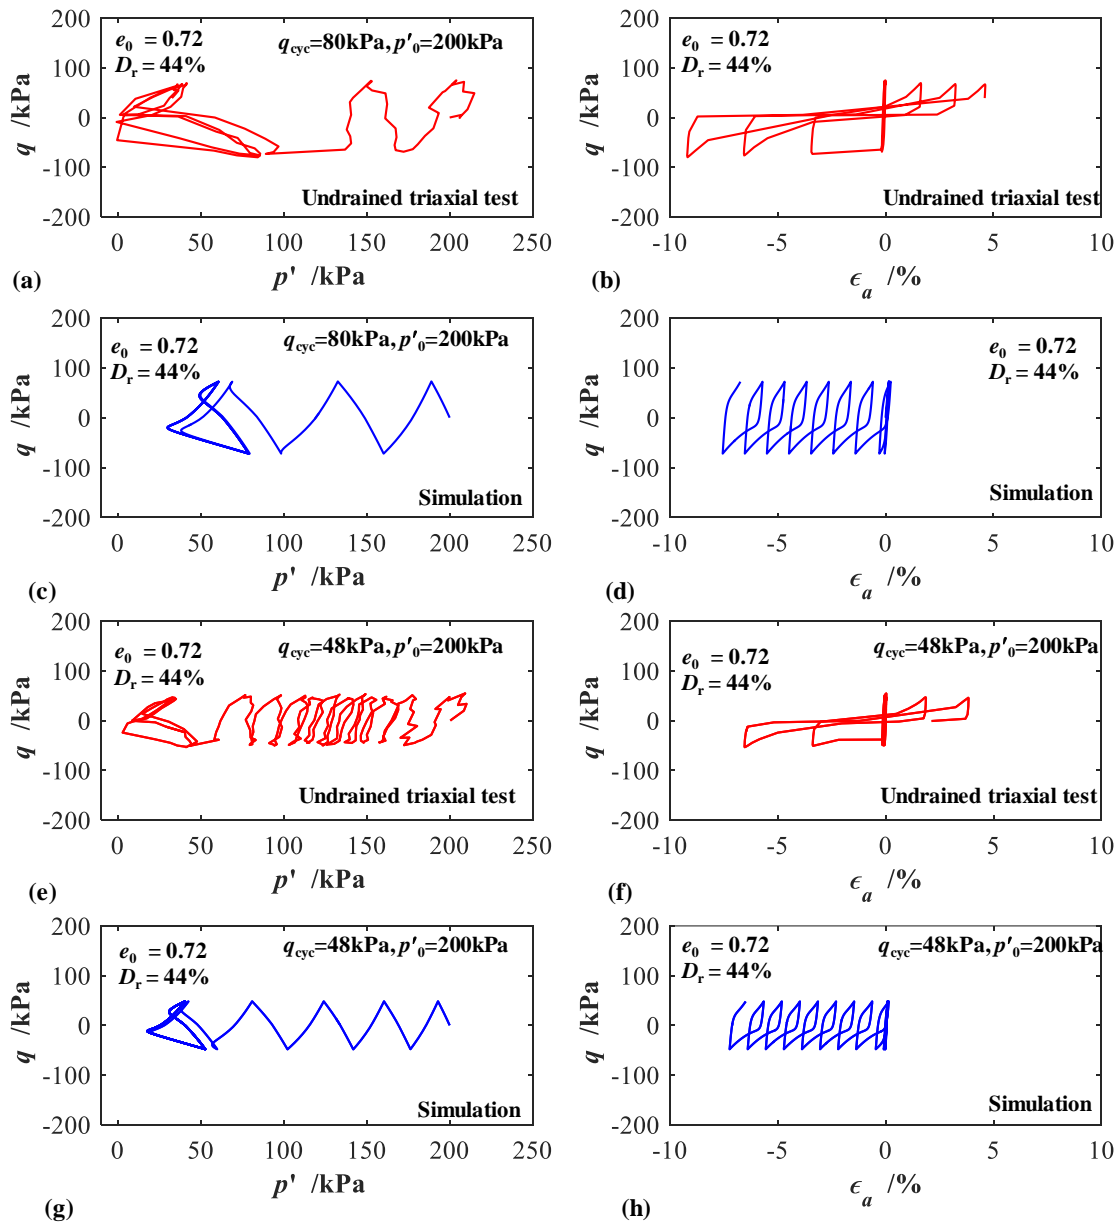 200
100
0
-100
-200
q /kPa
e0 = 0.72
Dr = 44%
qcyc=80kPa, p′0=200kPa
Undrained triaxial test
0 50 100 150 200 250
p' /kPa
(a)
200
100
0
-100
-200
q /kPa
e0 = 0.72
Dr = 44%
Undrained triaxial test
-10 -5 0 5 10
ϵa /%
(b)
200
100
0
-100
-200
q /kPa
e0 = 0.72
Dr = 44%
qcyc=80kPa, p′0=200kPa
Simulation
0 50 100 150 200 250
p' /kPa
(c)
200
100
0
-100
-200
q /kPa
e0 = 0.72
Dr = 44%
Simulation
-10 -5 0 5 10
ϵa /%
(d)
200
100
0
-100
-200
q /kPa
e0 = 0.72
Dr = 44%
qcyc=48kPa, p′0=200kPa
Undrained triaxial test
0 50 100 150 200 250
p' /kPa
(e)
200
100
0
-100
-200
q /kPa
e0 = 0.72
Dr = 44%
qcyc=48kPa, p′0=200kPa
Undrained triaxial test
-10 -5 0 5 10
ϵa /%
(f)
200
100
0
-100
-200
q /kPa
e0 = 0.72
Dr = 44%
qcyc=48kPa, p′0=200kPa
Simulation
0 50 100 150 200 250
p' /kPa
(g)
200
100
0
-100
-200
q /kPa
e0 = 0.72
Dr = 44%
qcyc=48kPa, p′0=200kPa
Simulation
-10 -5 0 5 10
ϵa /%
(h)